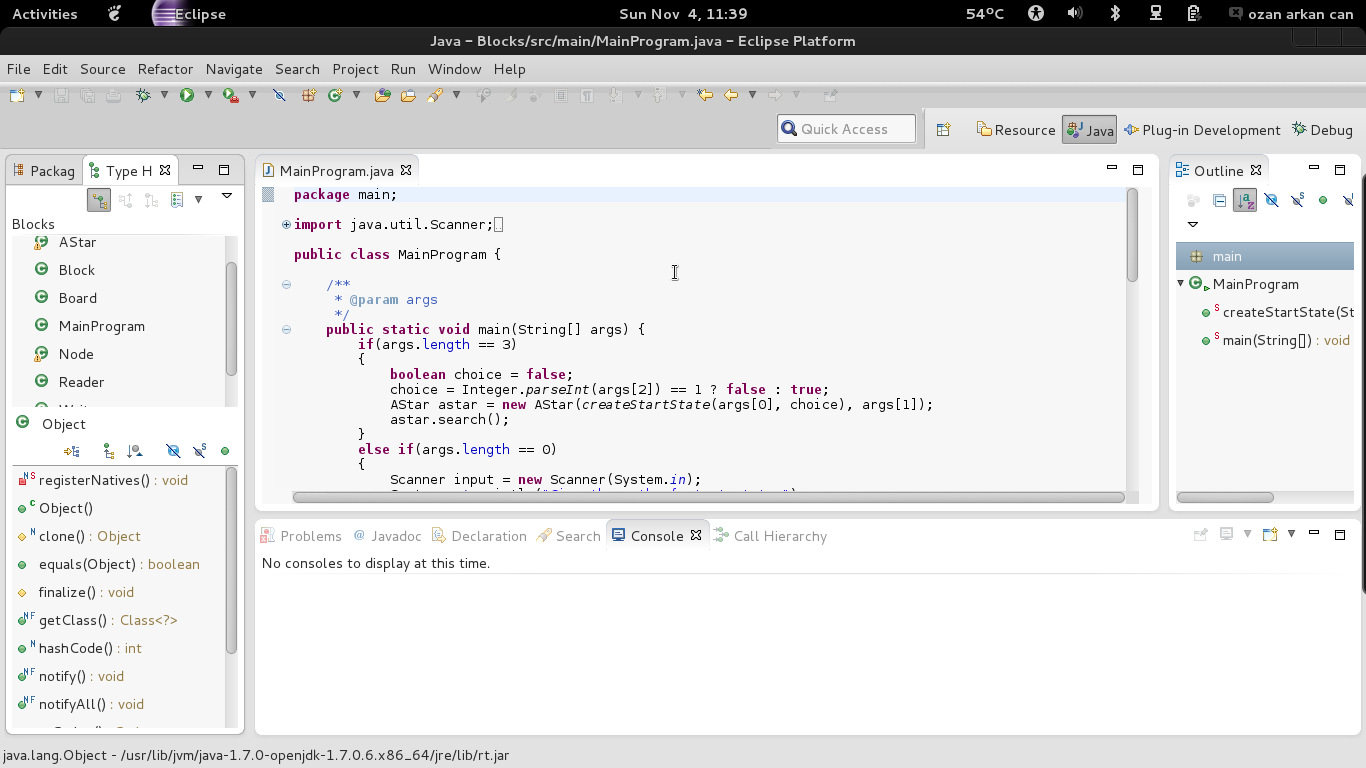 Activities Eclipse Sun Nov 4, 11:39 54°C ozan arkan can
Java - Blocks/src/main/MainProgram.java - Eclipse Platform
File Edit Source Refactor Navigate Search Project Run Window Help
Quick Access Resource Java Plug-in Development Debug
Packag Type H
Blocks
AStar
Block
Board
MainProgram
Node
Reader
Object
registerNatives() : void
Object()
clone() : Object
equals(Object) : boolean
finalize() : void
getClass() : Class<?>
hashCode() : int
notify() : void
notifyAll() : void
MainProgram.java
package main;
import java.util.Scanner;
public class MainProgram {
/**
* @param args
*/
public static void main(String[] args) {
if(args.length == 3)
{
boolean choice = false;
choice = Integer.parseInt(args[2]) == 1 ? false : true;
AStar astar = new AStar(createStartState(args[0], choice), args[1]);
astar.search();
}
else if(args.length == 0)
{
Scanner input = new Scanner(System.in);
Outline
main
MainProgram
createStartState(St
main(String[]) : void
Problems @ Javadoc Declaration Search Console Call Hierarchy
No consoles to display at this time.
java.lang.Object - /usr/lib/jvm/java-1.7.0-openjdk-1.7.0.6.x86_64/jre/lib/rt.jar